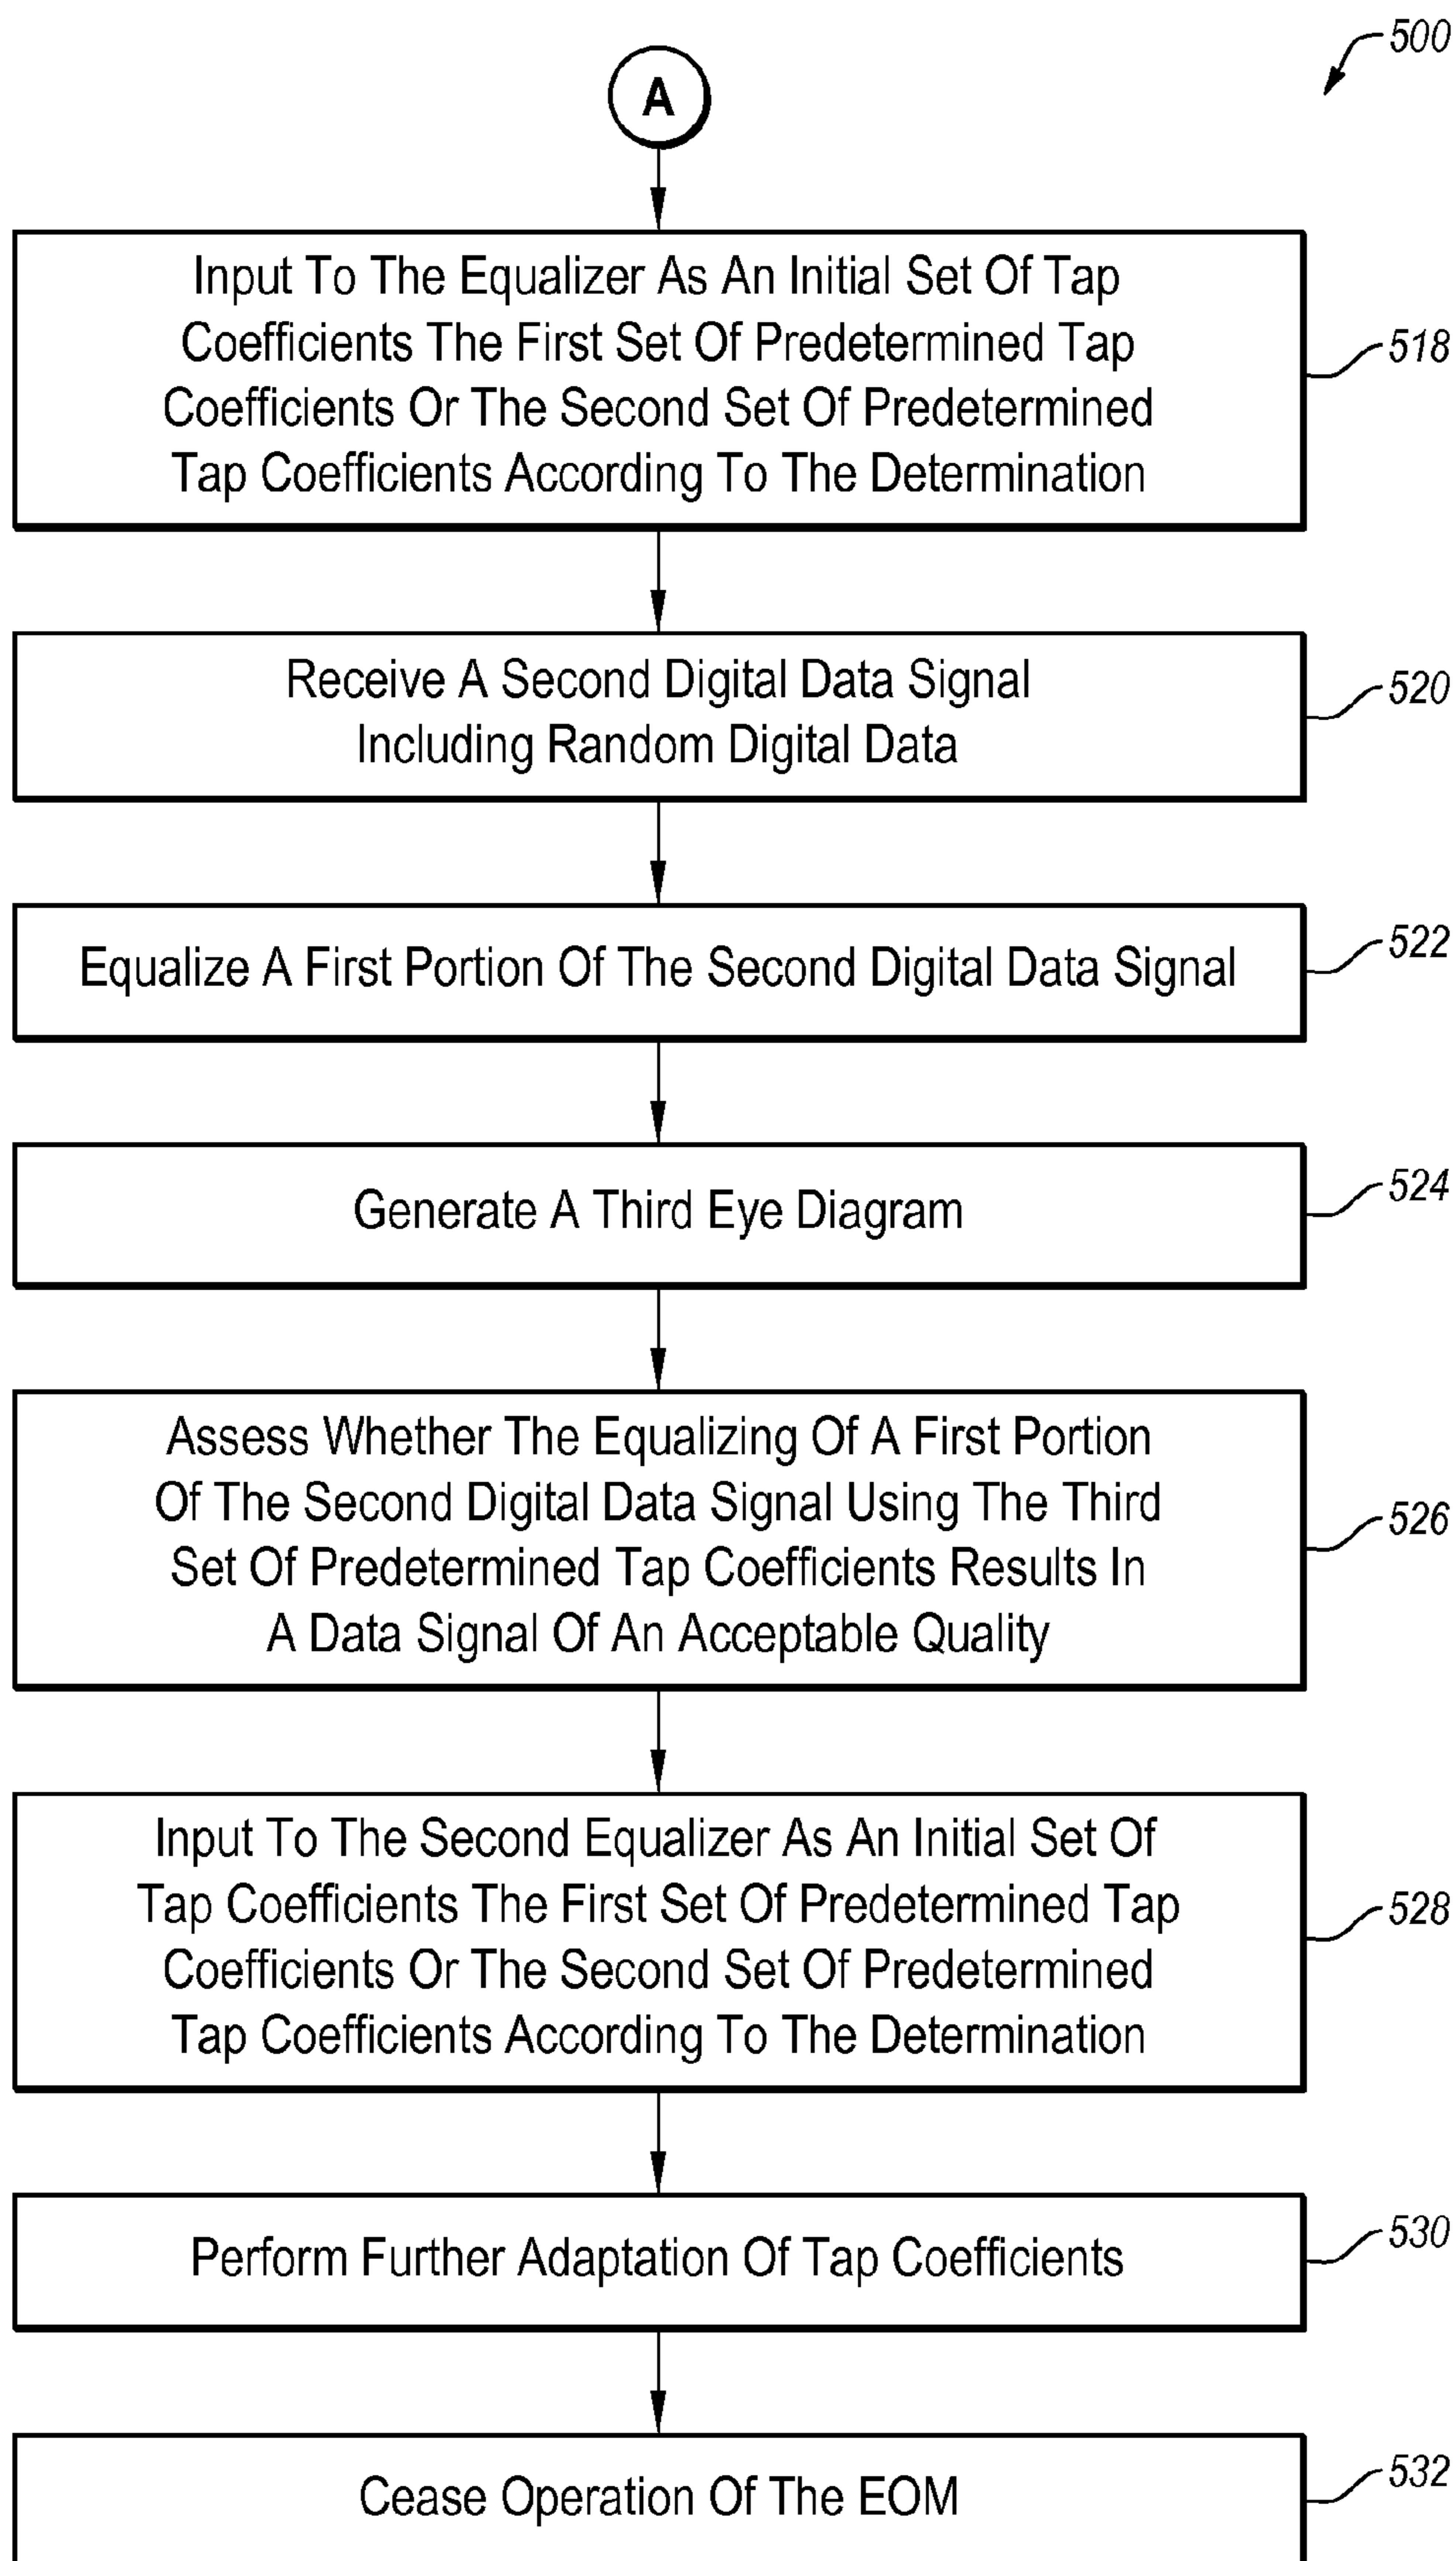 500
A
Input To The Equalizer As An Initial Set Of Tap
Coefficients The First Set Of Predetermined Tap
Coefficients Or The Second Set Of Predetermined
Tap Coefficients According To The Determination
518
Receive A Second Digital Data Signal
Including Random Digital Data
520
Equalize A First Portion Of The Second Digital Data Signal
522
Generate A Third Eye Diagram
524
Assess Whether The Equalizing Of A First Portion
Of The Second Digital Data Signal Using The Third
Set Of Predetermined Tap Coefficients Results In
A Data Signal Of An Acceptable Quality
526
Input To The Second Equalizer As An Initial Set Of
Tap Coefficients The First Set Of Predetermined Tap
Coefficients Or The Second Set Of Predetermined
Tap Coefficients According To The Determination
528
Perform Further Adaptation Of Tap Coefficients
530
Cease Operation Of The EOM
532